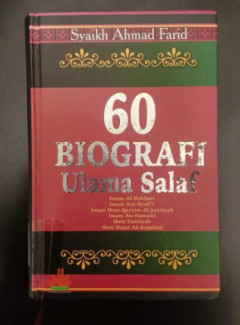 Syaikh Ahmad Farid
60
BIOGRAFI
Ulama Salaf
Imam Al-Bukhari
Imam Asy-Syafi'i
Imam Ibnu Qayyim Al-Jauziyah
Imam An-Nawawi
Ibnu Taimiyah
Ibnu Hajar Al-Asqalani